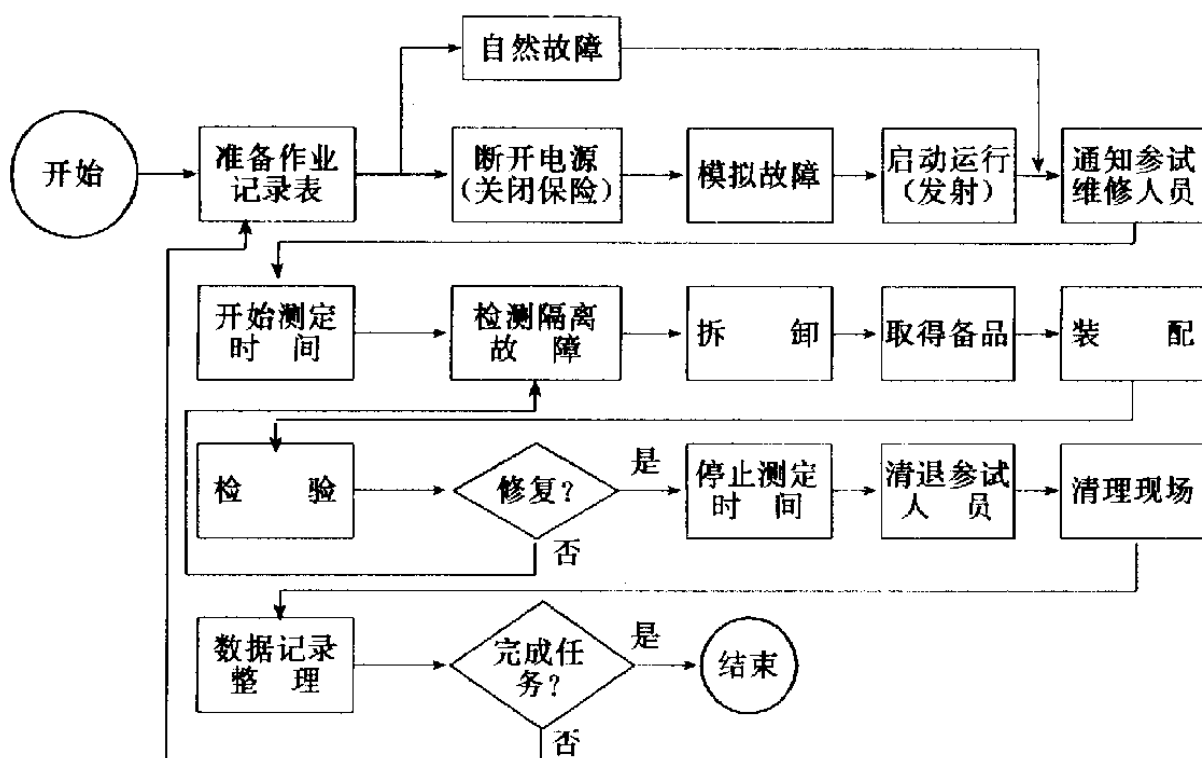 自然故障
开始
准备作业
记录表
断开电源
(关闭保险)
模拟故障
启动运行
(发射)
通知参试
维修人员
开始测定
时 间
检测隔离
故 障
拆 卸
取得备品
装 配
检 验
修复?
是
否
停止测定
时 间
清退参试
人 员
清理现场
数据记录
整 理
完成任
务?
是
否
结束